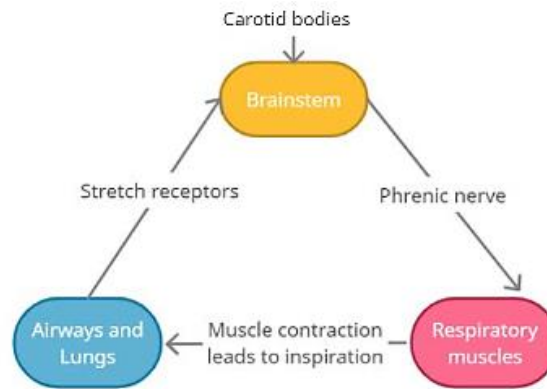 Carotid bodies
Brainstem
Stretch receptors
Phrenic nerve
Airways and
Lungs
Muscle contraction
leads to inspiration
Respiratory
muscles